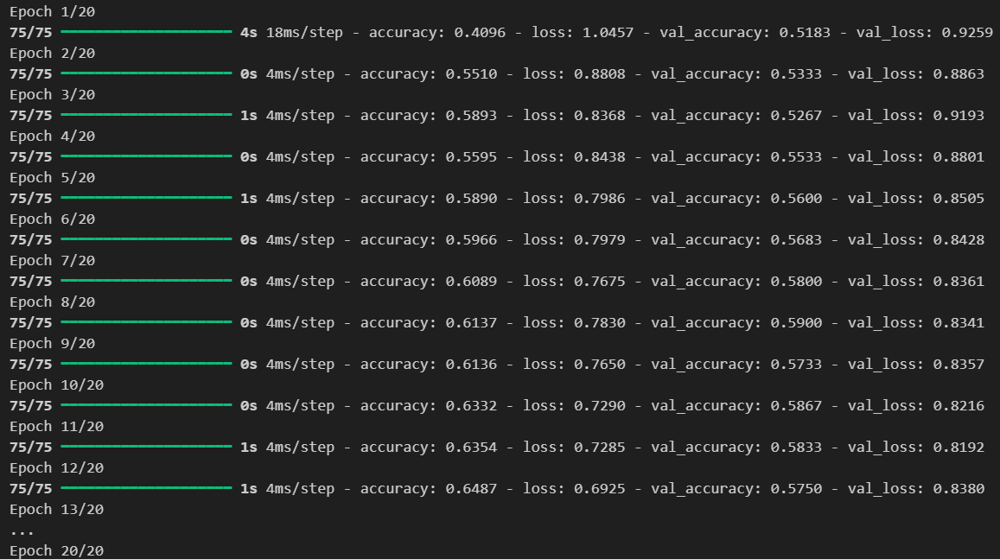 Epoch 1/20
75/75 ━━━━━━━━━━━━━━━━━━━━ 4s 18ms/step - accuracy: 0.4096 - loss: 1.0457 - val_accuracy: 0.5183 - val_loss: 0.9259
Epoch 2/20
75/75 ━━━━━━━━━━━━━━━━━━━━ 0s 4ms/step - accuracy: 0.5510 - loss: 0.8808 - val_accuracy: 0.5333 - val_loss: 0.8863
Epoch 3/20
75/75 ━━━━━━━━━━━━━━━━━━━━ 1s 4ms/step - accuracy: 0.5893 - loss: 0.8368 - val_accuracy: 0.5267 - val_loss: 0.9193
Epoch 4/20
75/75 ━━━━━━━━━━━━━━━━━━━━ 0s 4ms/step - accuracy: 0.5595 - loss: 0.8438 - val_accuracy: 0.5533 - val_loss: 0.8801
Epoch 5/20
75/75 ━━━━━━━━━━━━━━━━━━━━ 1s 4ms/step - accuracy: 0.5890 - loss: 0.7986 - val_accuracy: 0.5600 - val_loss: 0.8505
Epoch 6/20
75/75 ━━━━━━━━━━━━━━━━━━━━ 0s 4ms/step - accuracy: 0.5966 - loss: 0.7979 - val_accuracy: 0.5683 - val_loss: 0.8428
Epoch 7/20
75/75 ━━━━━━━━━━━━━━━━━━━━ 0s 4ms/step - accuracy: 0.6089 - loss: 0.7675 - val_accuracy: 0.5800 - val_loss: 0.8361
Epoch 8/20
75/75 ━━━━━━━━━━━━━━━━━━━━ 0s 4ms/step - accuracy: 0.6137 - loss: 0.7830 - val_accuracy: 0.5900 - val_loss: 0.8341
Epoch 9/20
75/75 ━━━━━━━━━━━━━━━━━━━━ 0s 4ms/step - accuracy: 0.6136 - loss: 0.7650 - val_accuracy: 0.5733 - val_loss: 0.8357
Epoch 10/20
75/75 ━━━━━━━━━━━━━━━━━━━━ 0s 4ms/step - accuracy: 0.6332 - loss: 0.7290 - val_accuracy: 0.5867 - val_loss: 0.8216
Epoch 11/20
75/75 ━━━━━━━━━━━━━━━━━━━━ 1s 4ms/step - accuracy: 0.6354 - loss: 0.7285 - val_accuracy: 0.5833 - val_loss: 0.8192
Epoch 12/20
75/75 ━━━━━━━━━━━━━━━━━━━━ 1s 4ms/step - accuracy: 0.6487 - loss: 0.6925 - val_accuracy: 0.5750 - val_loss: 0.8380
Epoch 13/20
...
Epoch 20/20